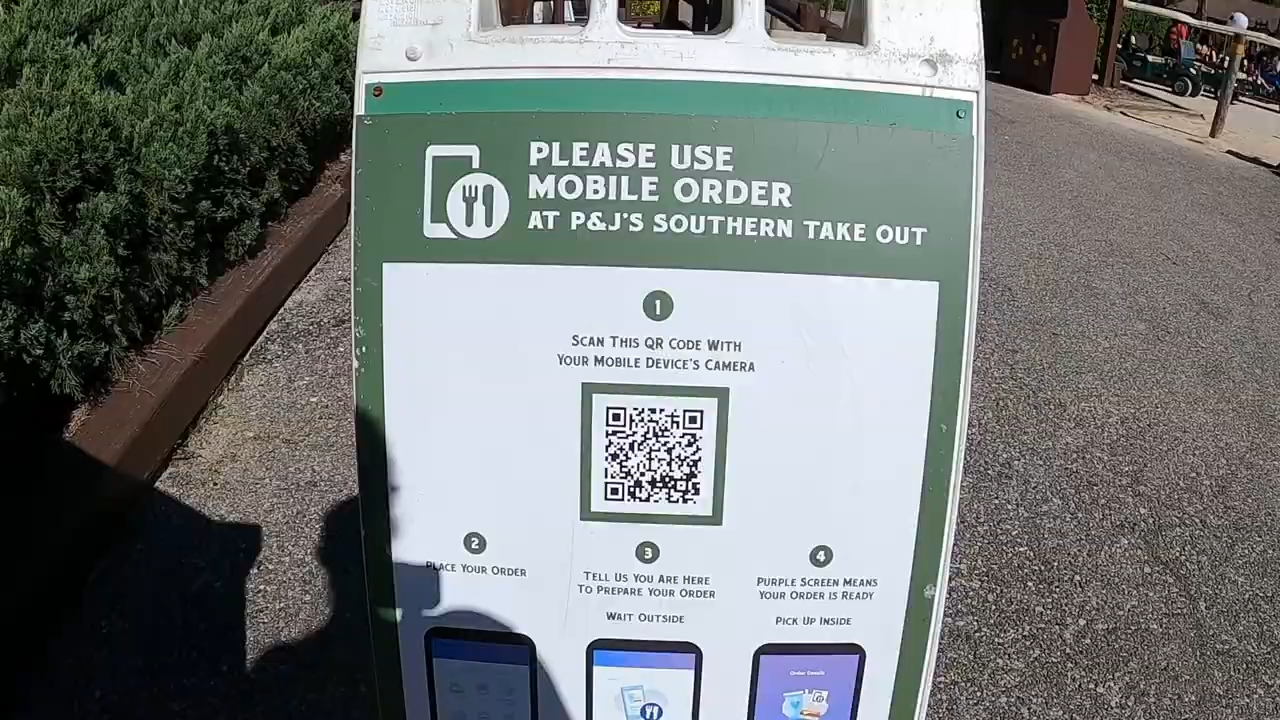 PLEASE USE
MOBILE ORDER
AT P&J'S SOUTHERN TAKE OUT
1
SCAN THIS QR CODE WITH
YOUR MOBILE DEVICE'S CAMERA
2
PLACE YOUR ORDER
3
TELL US YOU ARE HERE
TO PREPARE YOUR ORDER
WAIT OUTSIDE
4
PURPLE SCREEN MEANS
YOUR ORDER IS READY
PICK UP INSIDE
Order Details